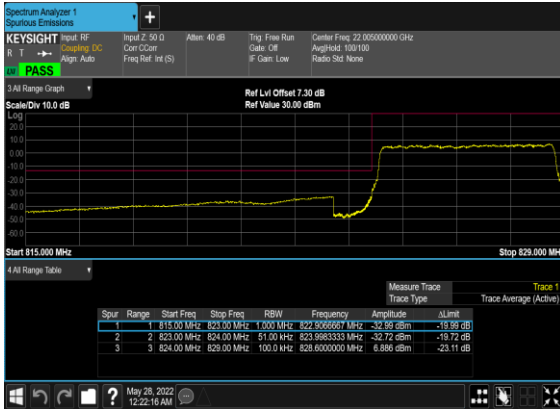 Spectrum Analyzer 1
Spurious Emissions
KEYSIGHT
Input: RF
Coupling: DC
Align: Auto
R T
Input Z: 50 Ω
Corr CCorr
Freq Ref: Int (S)
Atten: 40 dB
Trig: Free Run
Gate: Off
IF Gain: Low
Center Freq: 22.005000000 GHz
Avg|Hold: 100/100
Radio Std: None
PASS
3 All Range Graph
Scale/Div 10.0 dB
Ref Lvl Offset 7.30 dB
Ref Value 30.00 dBm
Log
20.0
10.0
0.00
-10.0
-20.0
-30.0
-40.0
-50.0
-60.0
Start 815.000 MHz
Stop 829.000 MH
4 All Range Table
Measure Trace Trace 1
Trace Type Trace Average (Active)
Spur Range Start Freq Stop Freq RBW Frequency Amplitude ΔLimit
1 1 815.00 MHz 823.00 MHz 1.000 MHz 822.9066667 MHz -32.99 dBm -19.99 dB
2 2 823.00 MHz 824.00 MHz 51.00 kHz 823.9983333 MHz -32.72 dBm -19.72 dB
3 3 824.00 MHz 829.00 MHz 100.0 kHz 828.6000000 MHz 6.886 dBm -23.11 dB
May 28, 2022
12:22:16 AM